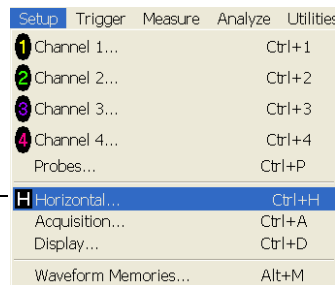 Setup Trigger Measure Analyze Utilities
1 Channel 1... Ctrl+1
2 Channel 2... Ctrl+2
3 Channel 3... Ctrl+3
4 Channel 4... Ctrl+4
Probes... Ctrl+P
H Horizontal... Ctrl+H
Acquisition... Ctrl+A
Display... Ctrl+D
Waveform Memories... Alt+M